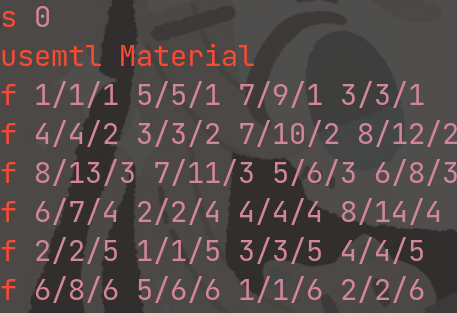 s 0
usemtl Material
f 1/1/1 5/5/1 7/9/1 3/3/1
f 4/4/2 3/3/2 7/10/2 8/12/2
f 8/13/3 7/11/3 5/6/3 6/8/3
f 6/7/4 2/2/4 4/4/4 8/14/4
f 2/2/5 1/1/5 3/3/5 4/4/5
f 6/8/6 5/6/6 1/1/6 2/2/6